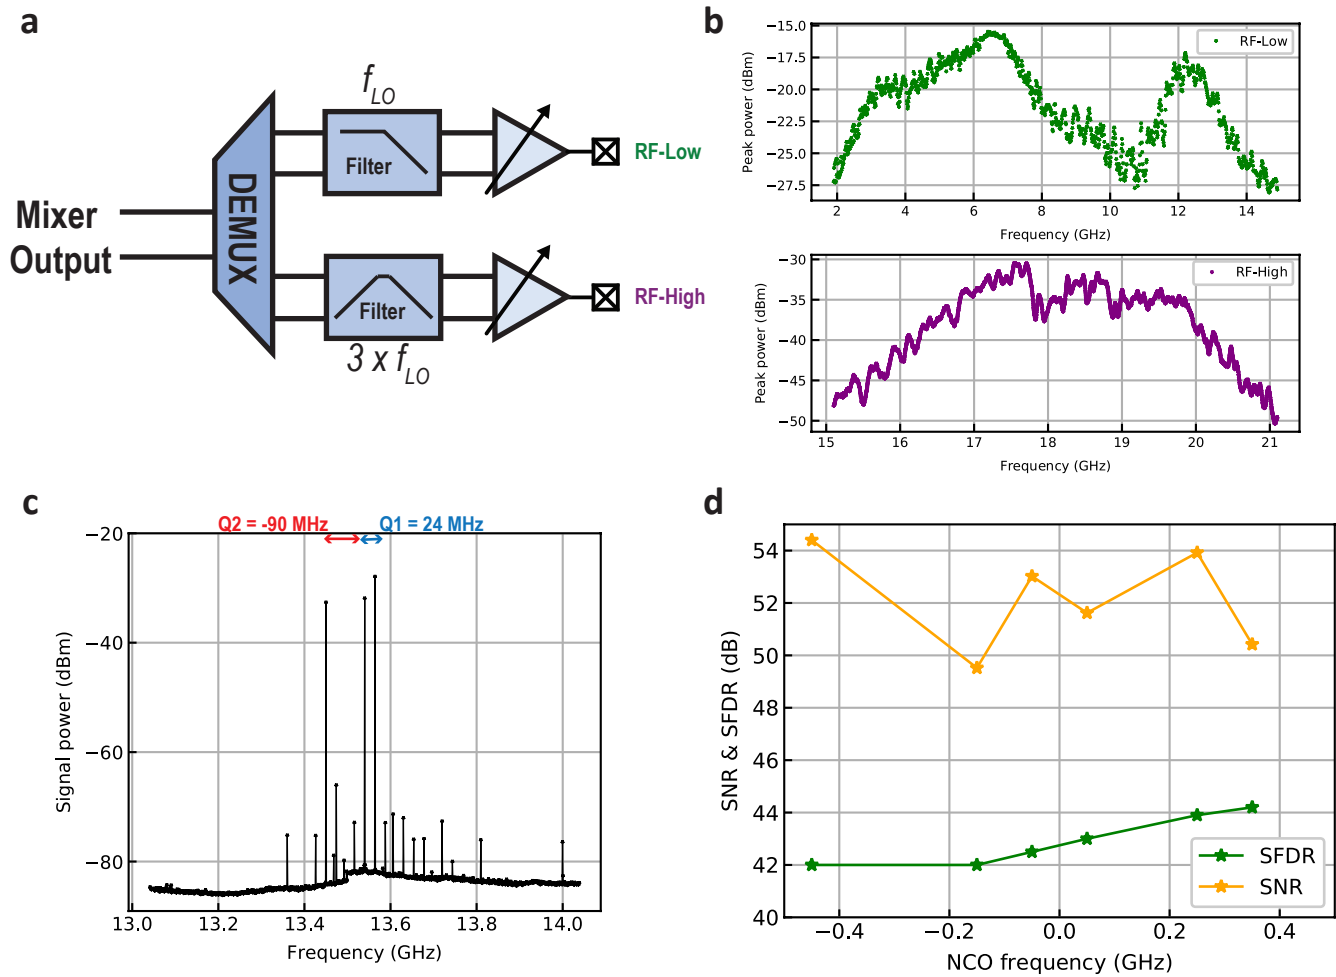 a
f_LO
Filter
RF-Low
DEMUX
Mixer
Output
Filter
RF-High
3 x f_LO
b
−15.0
−17.5
−20.0
−22.5
−25.0
−27.5
Peak power (dBm)
RF-Low
2 4 6 8 10 12 14
Frequency (GHz)
−30
−35
−40
−45
−50
Peak power (dBm)
RF-High
15 16 17 18 19 20 21
Frequency (GHz)
c
Q2 = -90 MHz
Q1 = 24 MHz
−20
−40
−60
−80
Signal power (dBm)
13.0 13.2 13.4 13.6 13.8 14.0
Frequency (GHz)
d
54
52
50
48
46
44
42
40
SNR & SFDR (dB)
SFDR
SNR
−0.4 −0.2 0.0 0.2 0.4
NCO frequency (GHz)